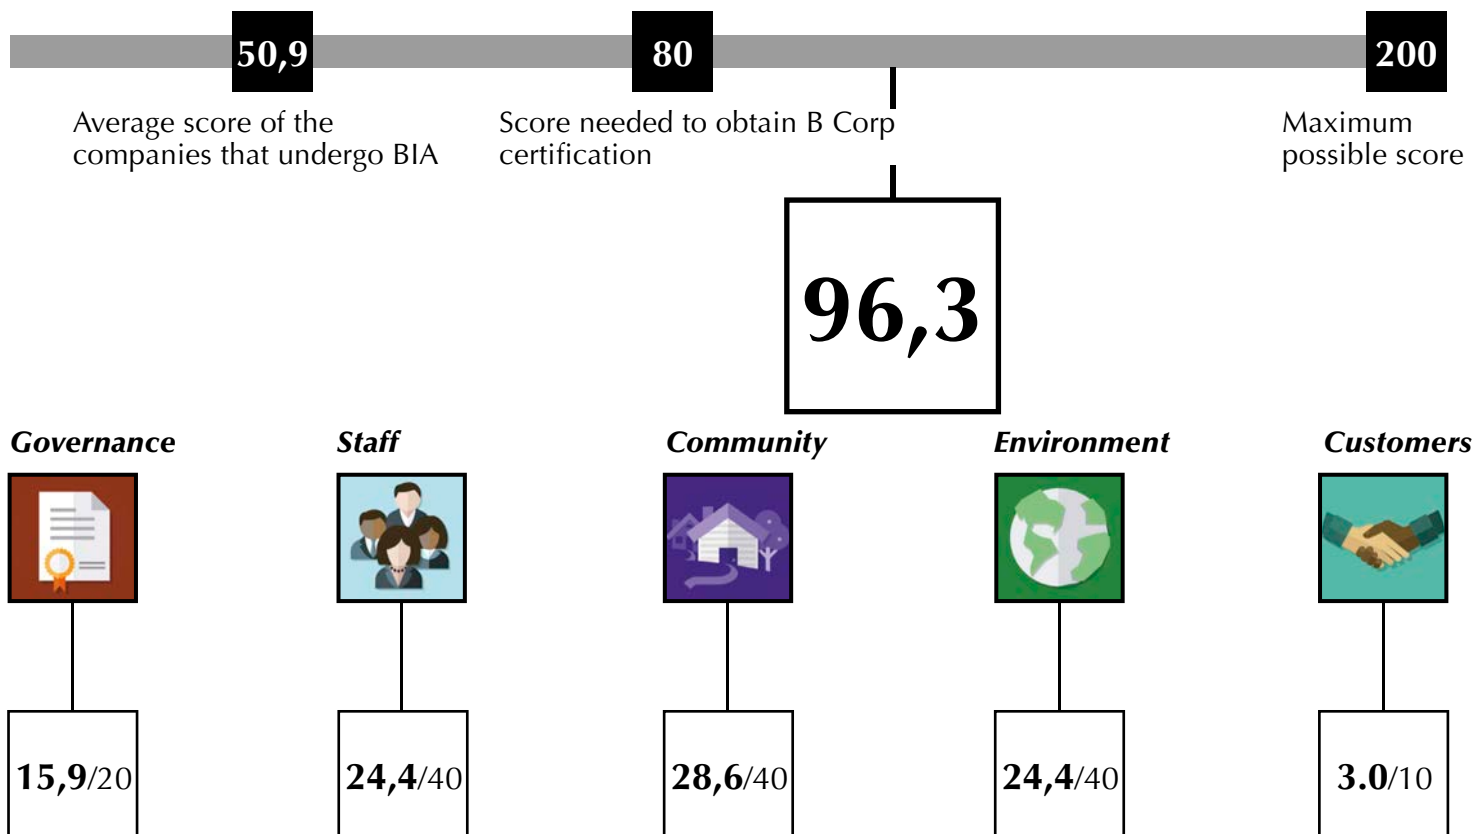 50,9
80
200
Average score of the
companies that undergo BIA
Score needed to obtain B Corp
certification
Maximum
possible score
96,3
Governance
Staff
Community
Environment
Customers
15,9/20
24,4/40
28,6/40
24,4/40
3.0/10